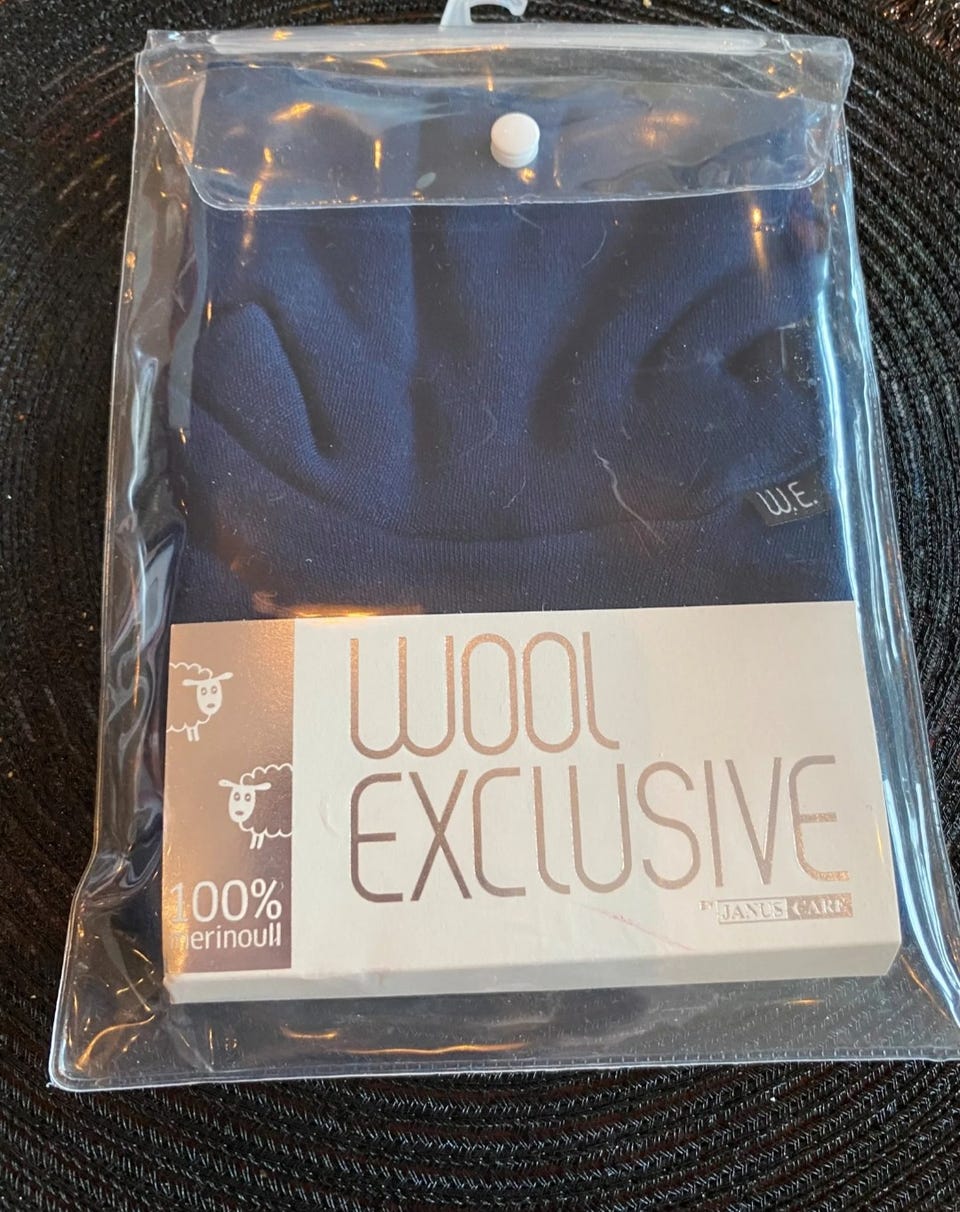 W.E.
WOOL
EXCLUSIVE
BY JANUS CARE
100%
merinoull